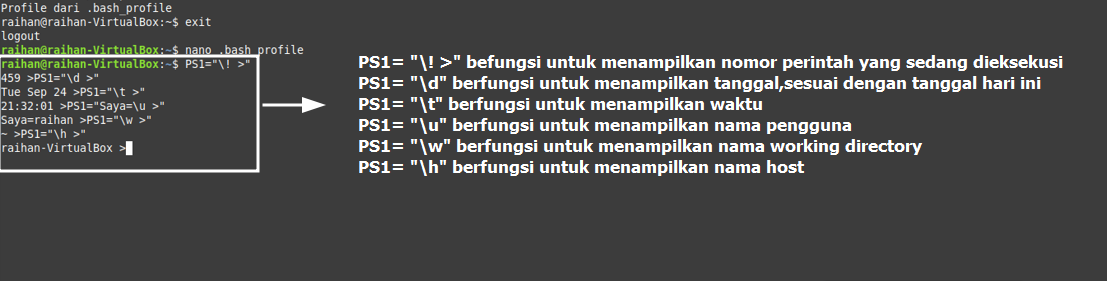 Profile dari .bash_profile
raihan@raihan-VirtualBox:~$ exit
logout
raihan@raihan-VirtualBox:~$ nano .bash_profile
raihan@raihan-VirtualBox:~$ PS1="\! >"
459 >PS1="\d >"
Tue Sep 24 >PS1="\t >"
21:32:01 >PS1="Saya=\u >"
Saya=raihan >PS1="\w >"
~ >PS1="\h >"
raihan-VirtualBox >
PS1= "\! >" befungsi untuk menampilkan nomor perintah yang sedang dieksekusi
PS1= "\d" berfungsi untuk menampilkan tanggal,sesuai dengan tanggal hari ini
PS1= "\t" berfungsi untuk menampilkan waktu
PS1= "\u" berfungsi untuk menampilkan nama pengguna
PS1= "\w" berfungsi untuk menampilkan nama working directory
PS1= "\h" berfungsi untuk menampilkan nama host